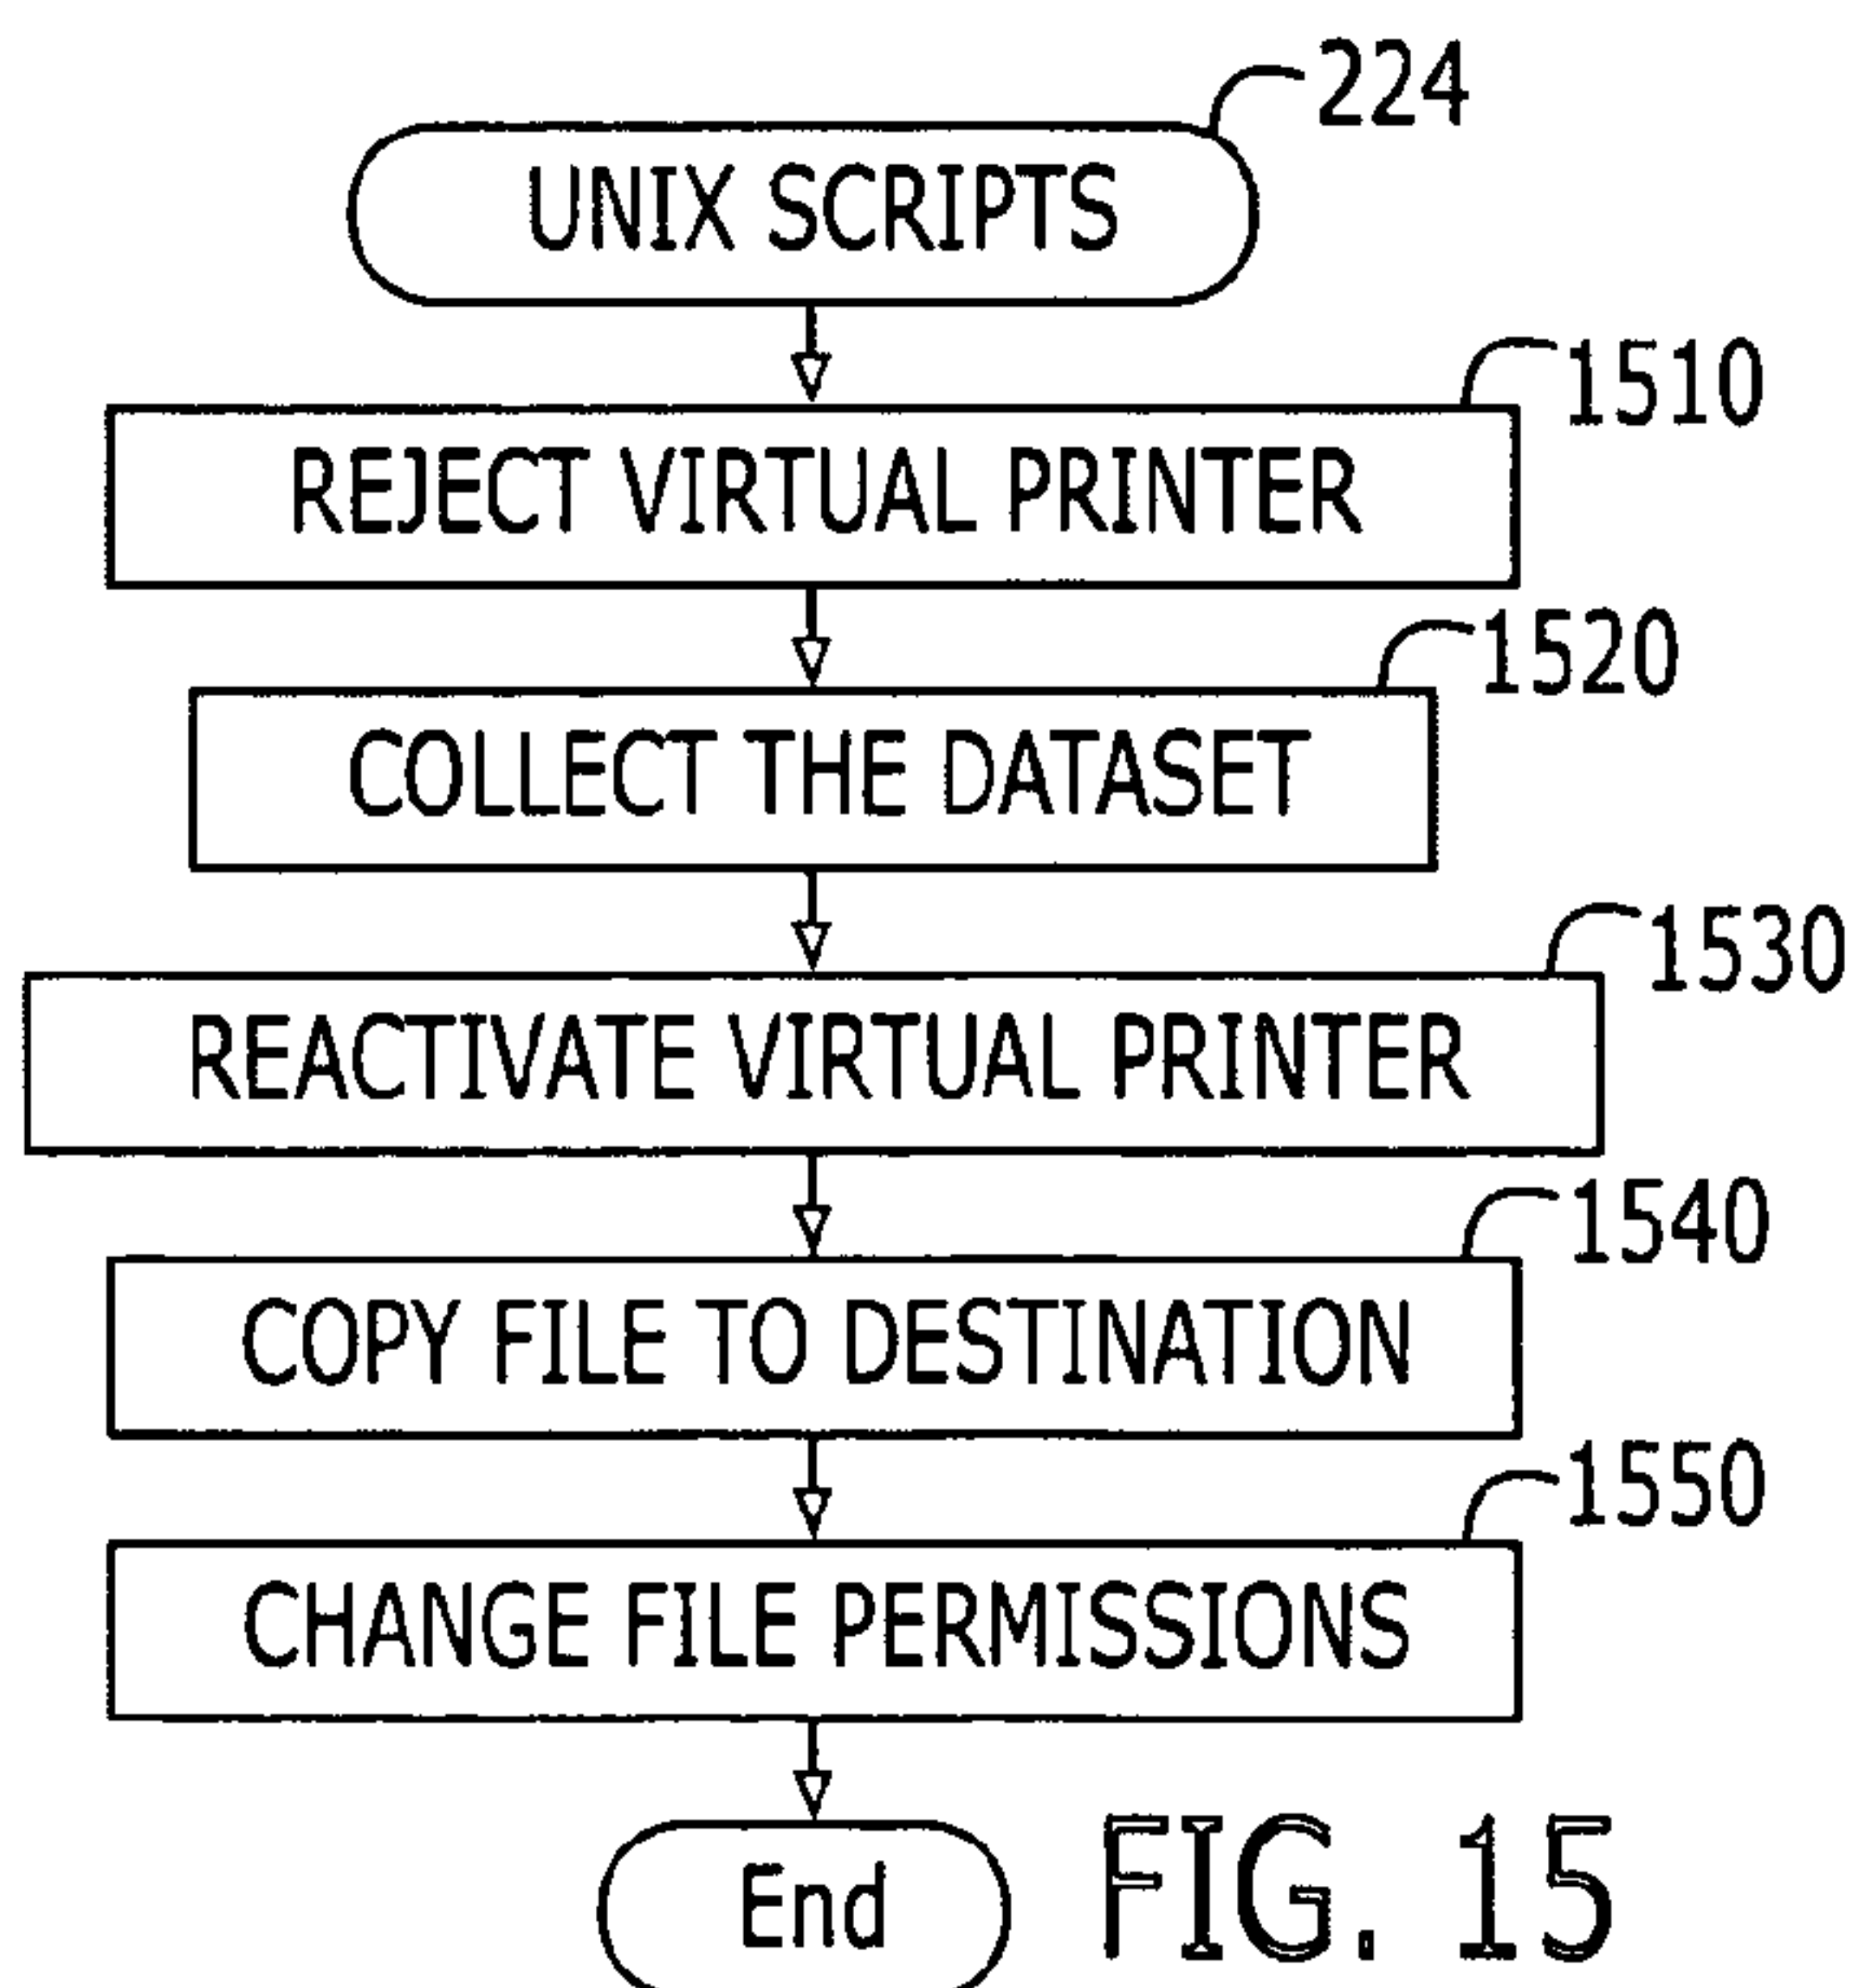 224
UNIX SCRIPTS
1510
REJECT VIRTUAL PRINTER
1520
COLLECT THE DATASET
1530
REACTIVATE VIRTUAL PRINTER
1540
COPY FILE TO DESTINATION
1550
CHANGE FILE PERMISSIONS
End
FIG. 15